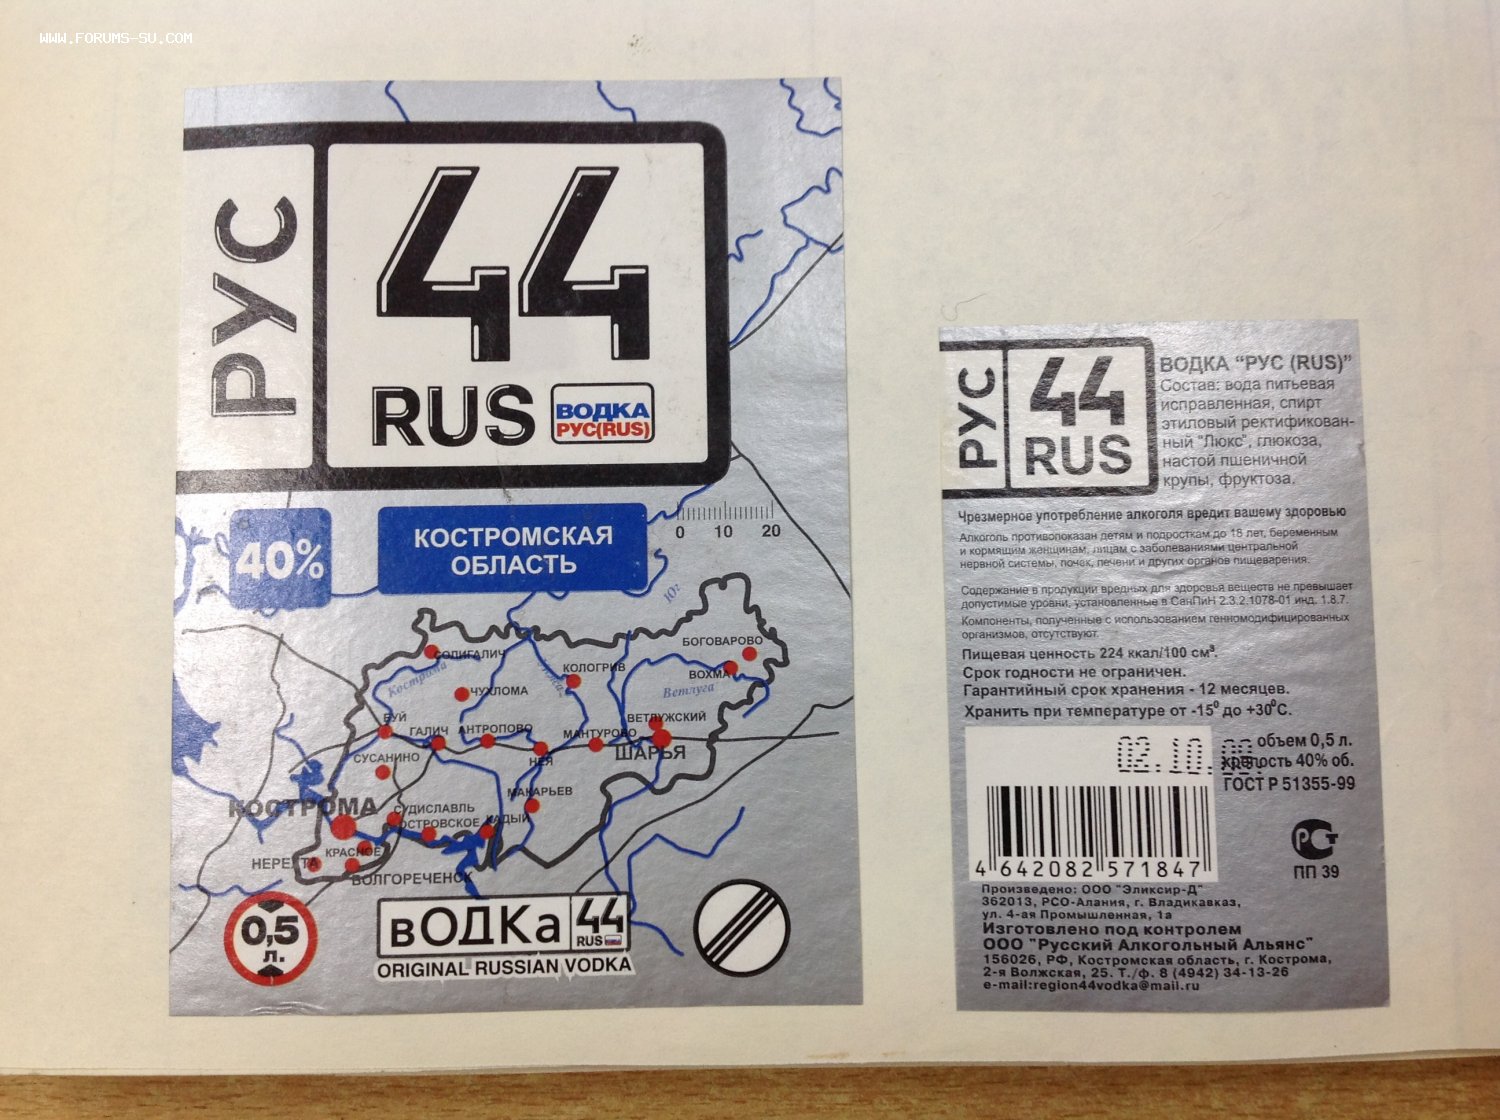 WWW.FORUMS-SU.COM
РУС
44
RUS
ВОДКА
РУС(RUS)
40%
КОСТРОМСКАЯ
ОБЛАСТЬ
0 10 20
Юг
БОГОВАРОВО
СОЛИГАЛИЧ
КОЛОГРИВ
ВОХМА
Кострома
Ветлуга
ЧУХЛОМА
БУЙ
ГАЛИЧ
АНТРОПОВО
ВЕТЛУЖСКИЙ
МАНТУРОВО
ШАРЬЯ
СУСАНИНО
НЕЯ
МАКАРЬЕВ
КОСТРОМА
СУДИСЛАВЛЬ
ОСТРОВСКОЕ
КАДЫЙ
КРАСНОЕ
НЕРЕХТА
ВОЛГОРЕЧЕНСК
0,5
л.
вОДКа
44
RUS
ORIGINAL RUSSIAN VODKA
РУС
44
RUS
ВОДКА “РУС (RUS)”
Состав: вода питьевая
исправленная, спирт
этиловый ректификован-
ный "Люкс", глюкоза,
настой пшеничной
крупы, фруктоза.
Чрезмерное употребление алкоголя вредит вашему здоровью
Алкоголь противопоказан детям и подросткам до 18 лет, беременным
и кормящим женщинам, лицам с заболеваниями центральной
нервной системы, почек, печени и других органов пищеварения.
Содержание в продукции вредных для здоровья веществ не превышает
допустимые уровни, установленные в СанПиН 2.3.2.1078-01 инд. 1.8.7.
Компоненты, полученные с использованием генномодифицированных
организмов, отсутствуют.
Пищевая ценность 224 ккал/100 см³.
Срок годности не ограничен.
Гарантийный срок хранения - 12 месяцев.
Хранить при температуре от -15⁰ до +30⁰С.
02.10.
объем 0,5 л.
крепость 40% об.
ГОСТ Р 51355-99
4 642082 571847
ПП 39
Произведено: ООО "Эликсир-Д"
362013, РСО-Алания, г. Владикавказ,
ул. 4-ая Промышленная, 1а
Изготовлено под контролем
ООО "Русский Алкогольный Альянс"
156026, РФ, Костромская область, г. Кострома,
2-я Волжская, 25. Т./ф. 8 (4942) 34-13-26
e-mail:region44vodka@mail.ru